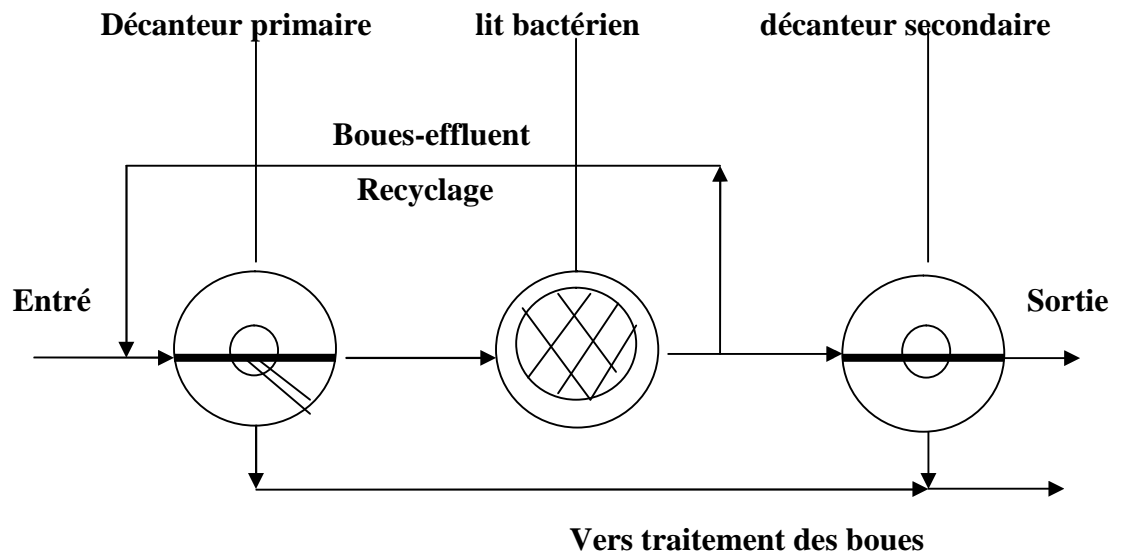 Décanteur primaire lit bactérien décanteur secondaire
Boues-effluent
Recyclage
Entré Sortie
Vers traitement des boues